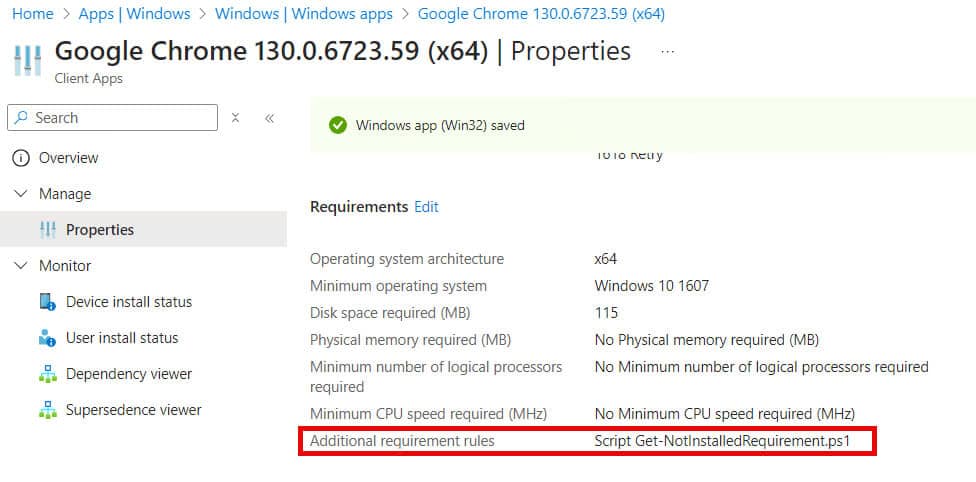 Home > Apps | Windows > Windows | Windows apps > Google Chrome 130.0.6723.59 (x64)
Google Chrome 130.0.6723.59 (x64) | Properties ...
Client Apps
Search
Windows app (Win32) saved
Overview
1618 Retry
Manage
Requirements Edit
Properties
Monitor
Operating system architecture x64
Minimum operating system Windows 10 1607
Device install status
Disk space required (MB) 115
User install status
Physical memory required (MB) No Physical memory required (MB)
Minimum number of logical processors No Minimum number of logical processors required
required
Dependency viewer
Supersedence viewer
Minimum CPU speed required (MHz) No Minimum CPU speed required (MHz)
Additional requirement rules Script Get-NotInstalledRequirement.ps1